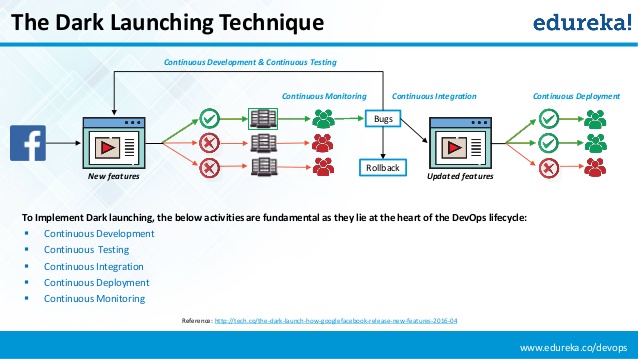 The Dark Launching Technique
edureka!
Continuous Development & Continuous Testing
Continuous Monitoring
Continuous Integration
Continuous Deployment
f
Bugs
Rollback
New features
Updated features
To Implement Dark launching, the below activities are fundamental as they lie at the heart of the DevOps lifecycle:
Continuous Development
Continuous Testing
Continuous Integration
Continuous Deployment
Continuous Monitoring
Reference: http://tech.co/the-dark-launch-how-googlefacebook-release-new-features-2016-04
www.edureka.co/devops